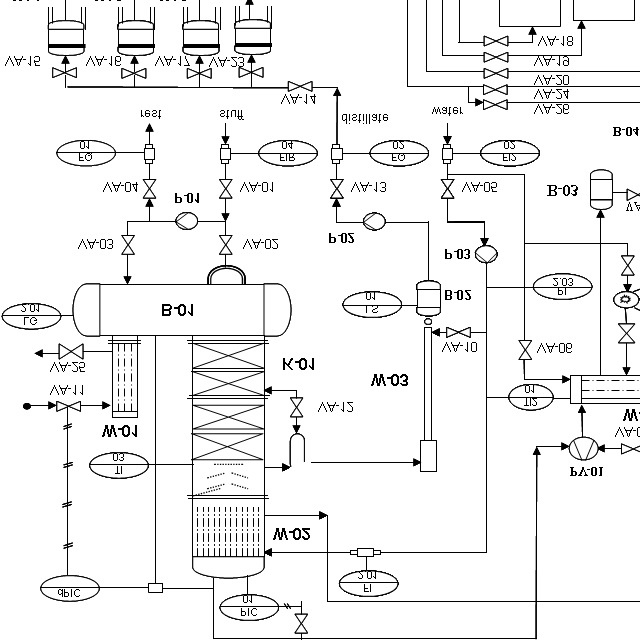 VA-15
VA-16
VA-17
VA-23
VA-14
VA-18
VA-19
VA-20
VA-24
VA-26
rest
stuff
distillate
water
B-04
FQ
01
FIR
04
FQ
02
FI2
02
VA-04
VA-01
VA-13
VA-05
B-03
P-01
P-02
P-03
VA-03
VA-02
LG
2.01
B-01
LS
01
B-02
PI
2.03
VA-10
VA-06
VA-25
K-01
W-03
VA-11
VA-12
TI2
01
W-01
TI
03
PV-01
W-02
dPIC
PIC
01
FI
2.01